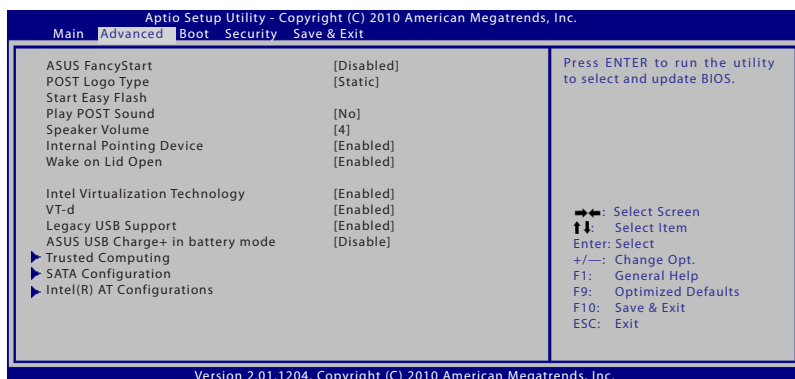 Aptio Setup Utility - Copyright (C) 2010 American Megatrends, Inc.
Main Advanced Boot Security Save & Exit
ASUS FancyStart [Disabled]
POST Logo Type [Static]
Start Easy Flash
Play POST Sound [No]
Speaker Volume [4]
Internal Pointing Device [Enabled]
Wake on Lid Open [Enabled]
Intel Virtualization Technology [Enabled]
VT-d [Enabled]
Legacy USB Support [Enabled]
ASUS USB Charge+ in battery mode [Disable]
Trusted Computing
SATA Configuration
Intel(R) AT Configurations
Press ENTER to run the utility
to select and update BIOS.
→←: Select Screen
↑↓: Select Item
Enter: Select
+/—: Change Opt.
F1: General Help
F9: Optimized Defaults
F10: Save & Exit
ESC: Exit
Version 2.01.1204. Copyright (C) 2010 American Megatrends, Inc.